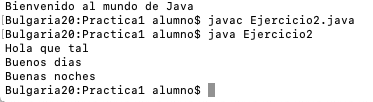 Bienvenido al mundo de Java
[Bulgaria20:Practica1 alumno$ javac Ejercicio2.java
[Bulgaria20:Practica1 alumno$ java Ejercicio2
Hola que tal
Buenos dias
Buenas noches
Bulgaria20:Practica1 alumno$